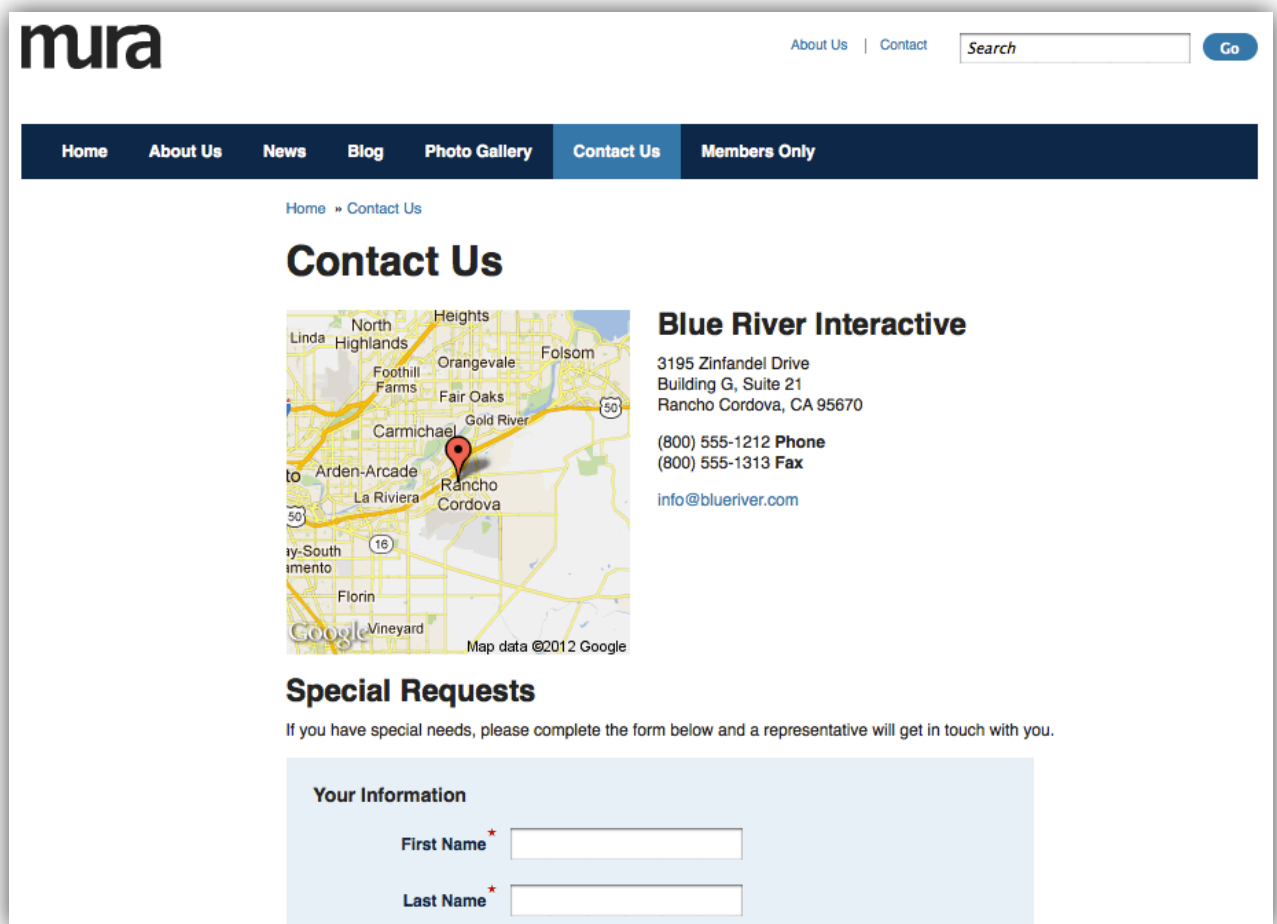 mura
About Us | Contact
Search
Go
Home About Us News Blog Photo Gallery Contact Us Members Only
Home » Contact Us
Contact Us
Heights
North
Linda Highlands
Folsom
Orangevale
Foothill
Farms
Fair Oaks
50
Gold River
Carmichael
to Arden-Arcade
Rancho
La Riviera
Cordova
50
16
ay-South
amento
Florin
Google
Vineyard
Map data ©2012 Google
Blue River Interactive
3195 Zinfandel Drive
Building G, Suite 21
Rancho Cordova, CA 95670
(800) 555-1212 Phone
(800) 555-1313 Fax
info@blueriver.com
Special Requests
If you have special needs, please complete the form below and a representative will get in touch with you.
Your Information
First Name*
Last Name*